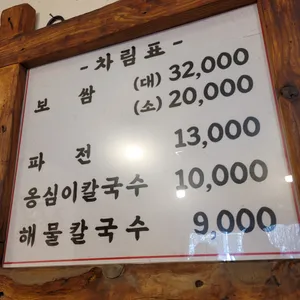 - 차림표 -
보 쌈 (대) 32,000
(소) 20,000
파 전 13,000
옹심이칼국수 10,000
해물칼국수 9,000